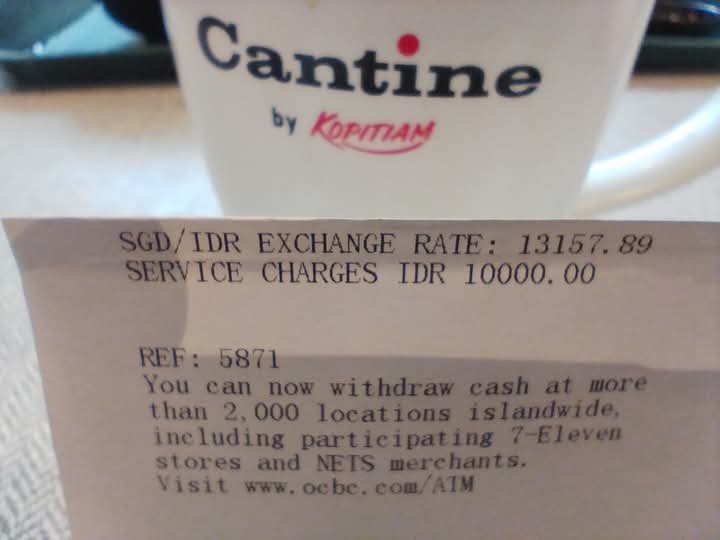 Cantine
by KOPITIAM
SGD/IDR EXCHANGE RATE: 13157.89
SERVICE CHARGES IDR 10000.00
REF: 5871
You can now withdraw cash at more
than 2,000 locations islandwide,
including participating 7-Eleven
stores and NETS merchants.
Visit www.ocbc.com/ATM